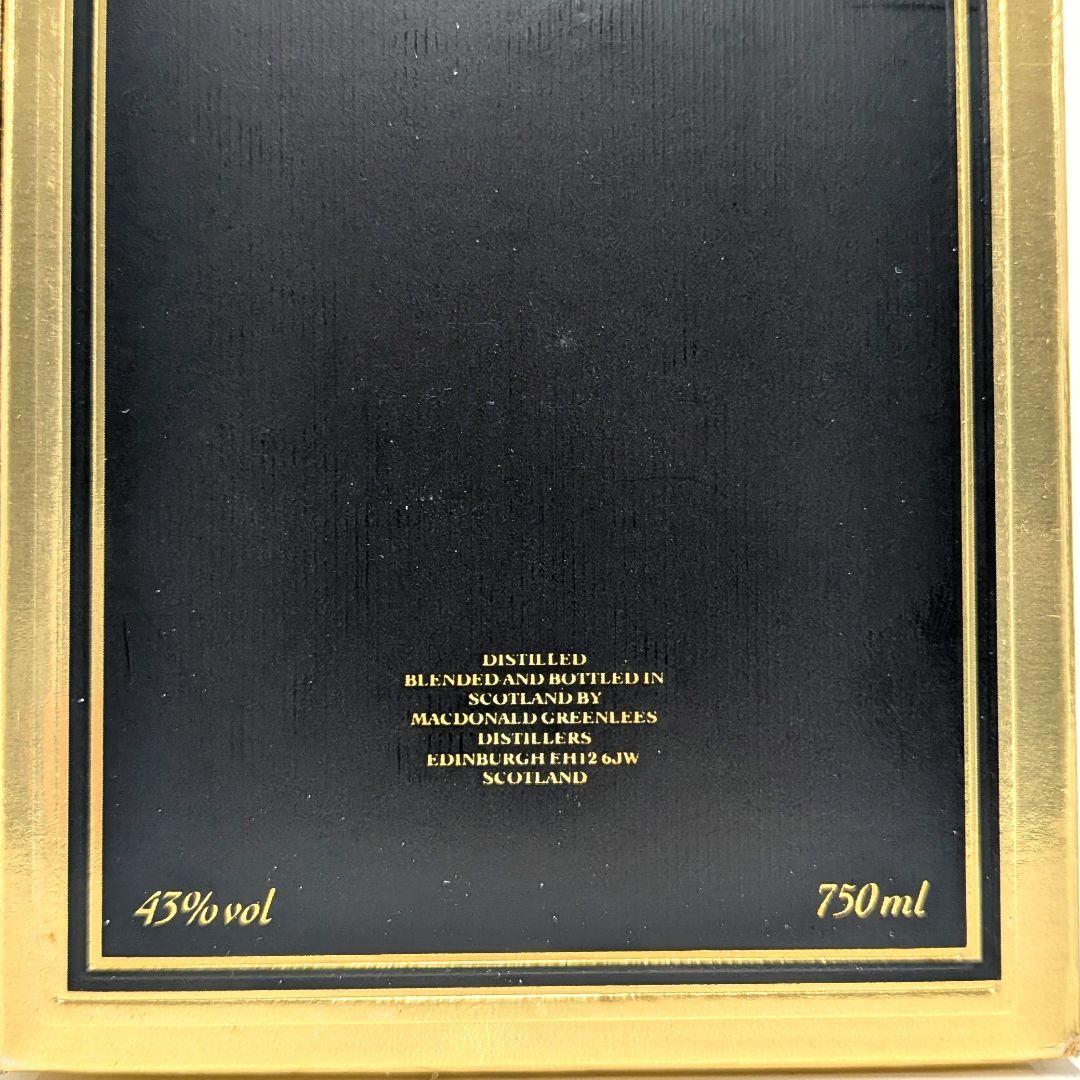 DISTILLED
BLENDED AND BOTTLED IN
SCOTLAND BY
MACDONALD GREENLEES
DISTILLERS
EDINBURGH EH12 6JW
SCOTLAND
43% vol
750 ml